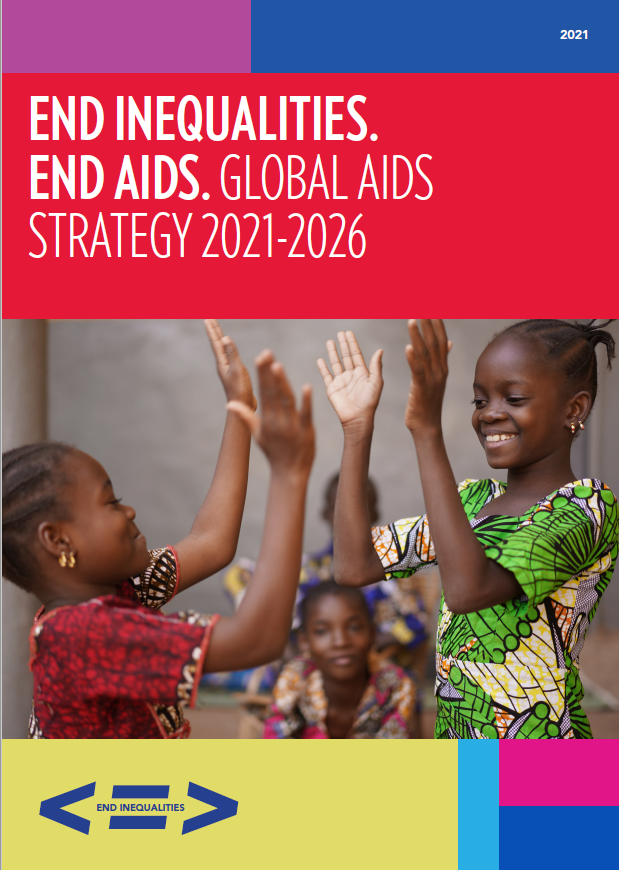 2021
END INEQUALITIES.
END AIDS. GLOBAL AIDS
STRATEGY 2021-2026
END INEQUALITIES